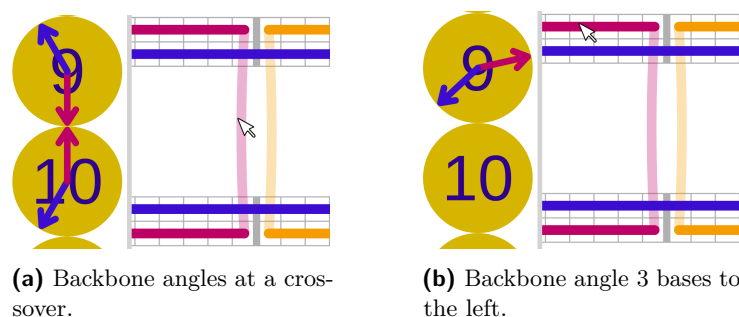 9
10
9
10
(a) Backbone angles at a cros-
sover.
(b) Backbone angle 3 bases to
the left.